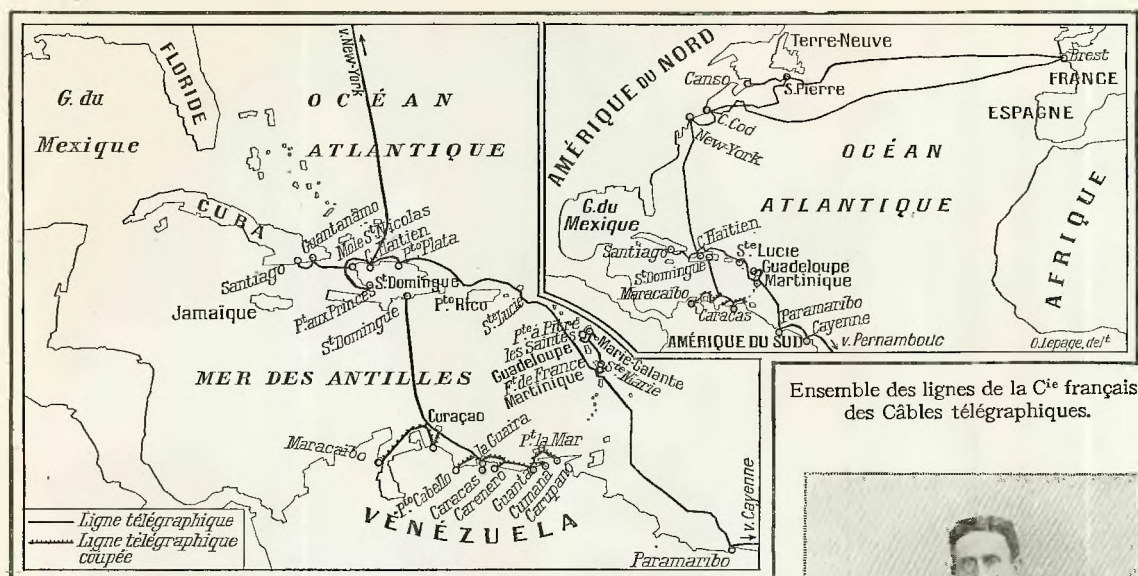 v. New-York
FLORIDE
G. du
Mexique
OCÉAN
ATLANTIQUE
CUBA
Guantanamo
Mole St Nicolas
C. Haïtien
Pto Plata
Santiago
St Domingue
Jamaïque
Pt aux Princes
St Domingue
Pto Rico
Ste Lucie
Pte à Pitre
les Saintes
Guadeloupe
Marie-Galante
Ft de France
Martinique
Ste Marie
MER DES ANTILLES
Curaçao
Maracaïbo
la Guaira
Pt la Mar
Pto Cabello
Caracas
Carenero
Guanta
Cumana
Carupano
VÉNÉZUELA
v. Cayenne
Paramaribo
Ligne télégraphique
Ligne télégraphique
coupée
AMÉRIQUE DU NORD
Terre-Neuve
Canso
S. Pierre
Brest
FRANCE
ESPAGNE
C. Cod
New-York
OCÉAN
ATLANTIQUE
AFRIQUE
G. du
Mexique
C. Haïtien
Santiago
St Domingue
Ste Lucie
Guadeloupe
Martinique
Maracaïbo
Caracas
Paramaribo
Cayenne
AMÉRIQUE DU SUD
v. Pernambouc
O. Lepage, delt.
Ensemble des lignes de la Cie français
des Câbles télégraphiques.